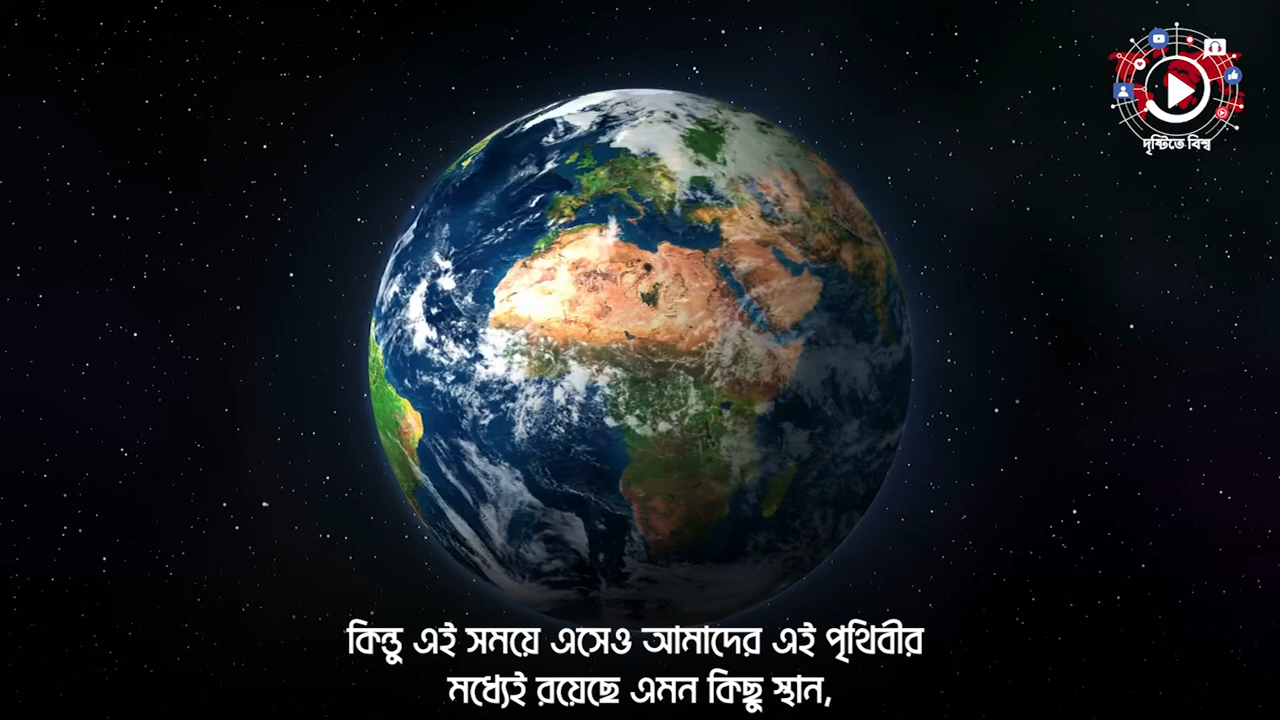 দৃষ্টিতে বিশ্ব
কিন্তু এই সময়ে এসেও আমাদের এই পৃথিবীর
মধ্যেই রয়েছে এমন কিছু স্থান,